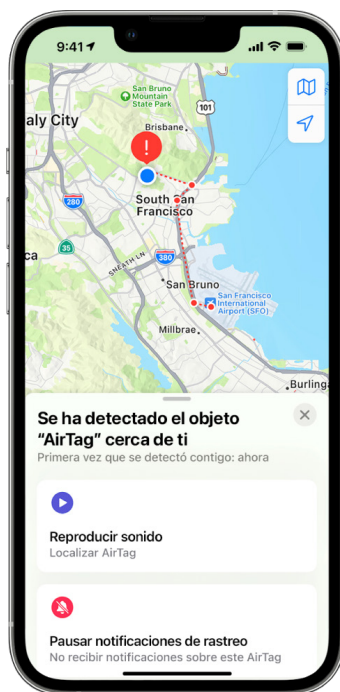 9:41
San Bruno
Mountain
State Park
101
aly City
Brisbane
South San
Francisco
280
380
35
ca
SNEATH LN
San Bruno
San Francisco
International
Airport (SFO)
Millbrae
Burling
Se ha detectado el objeto
“AirTag” cerca de ti
Primera vez que se detectó contigo: ahora
Reproducir sonido
Localizar AirTag
Pausar notificaciones de rastreo
No recibir notificaciones sobre este AirTag